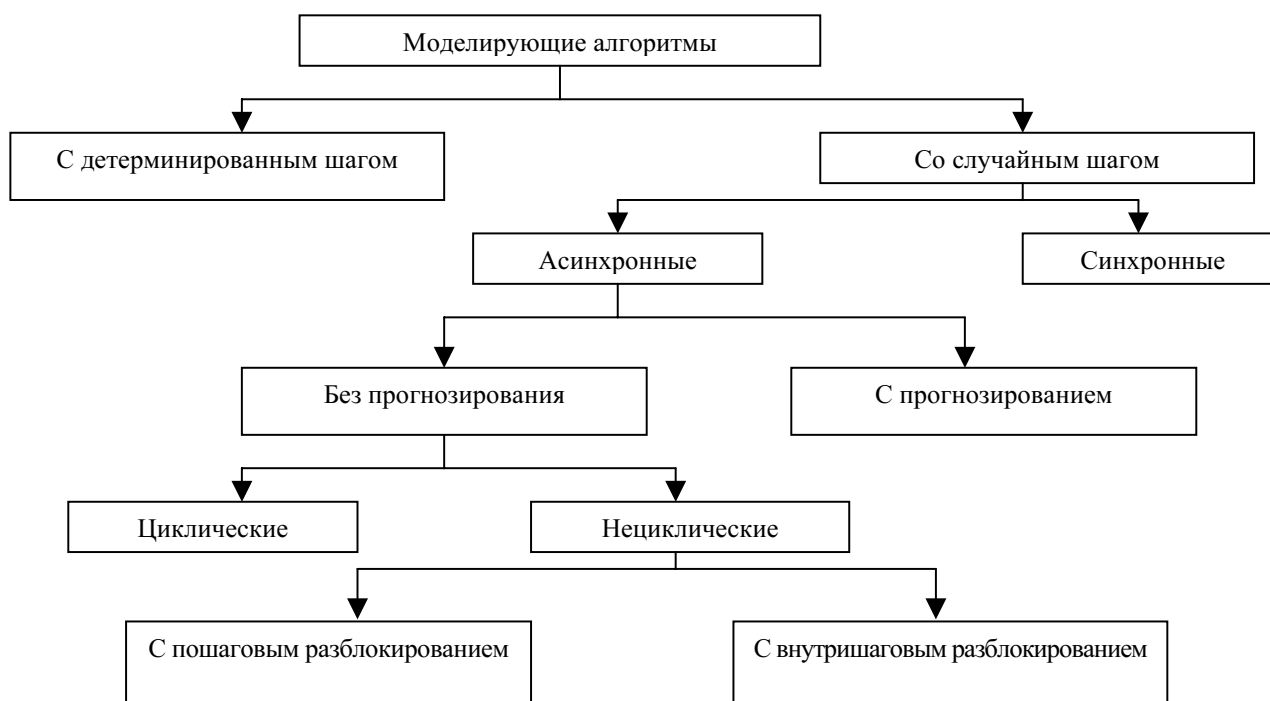 Моделирующие алгоритмы
С детерминированным шагом
Со случайным шагом
Асинхронные
Синхронные
Без прогнозирования
С прогнозированием
Циклические
Нециклические
С пошаговым разблокированием
С внутришаговым разблокированием